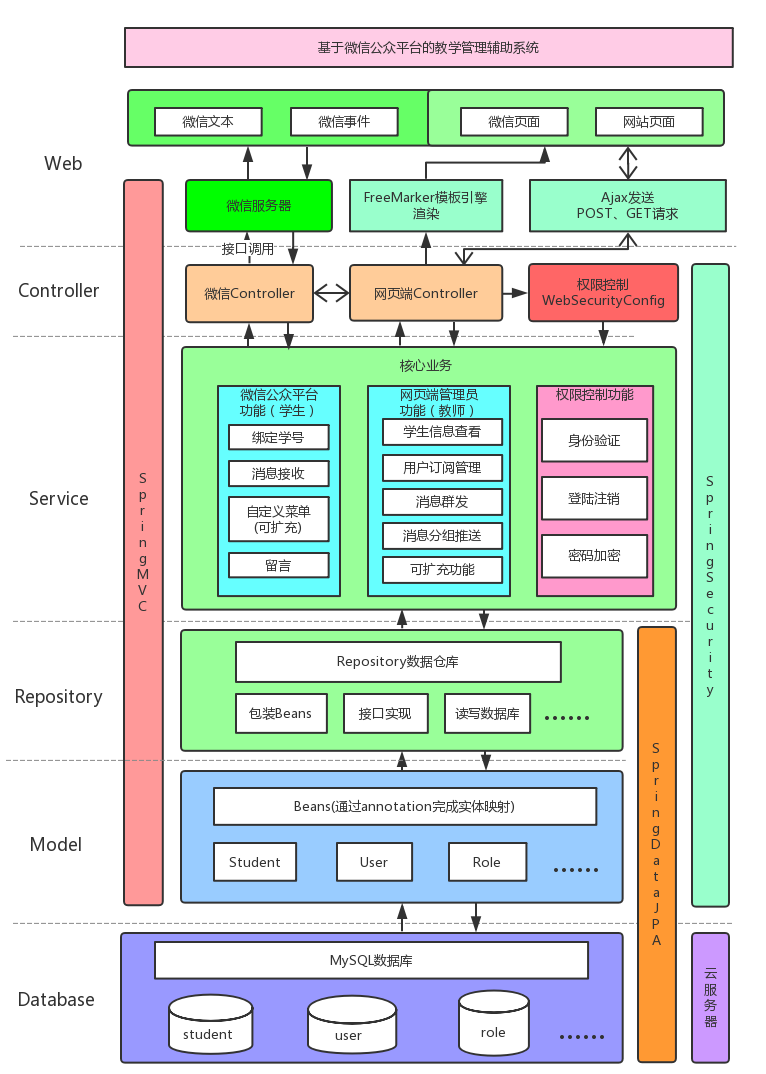 基于微信公众平台的教学管理辅助系统
微信文本
微信事件
微信页面
网站页面
Web
微信服务器
FreeMarker模板引擎
渲染
Ajax发送
POST、GET请求
接口调用
Controller
微信Controller
网页端Controller
权限控制
WebSecurityConfig
核心业务
Service
微信公众平台
功能（学生）
绑定学号
消息接收
自定义菜单
(可扩充)
留言
网页端管理员
功能（教师）
学生信息查看
用户订阅管理
消息群发
消息分组推送
可扩充功能
权限控制功能
身份验证
登陆注销
密码加密
SpringMVC
SpringSecurity
Repository
Repository数据仓库
包装Beans
接口实现
读写数据库
......
SpringDataJPA
Model
Beans(通过annotation完成实体映射)
Student
User
Role
......
Database
MySQL数据库
student
user
role
......
云服务器